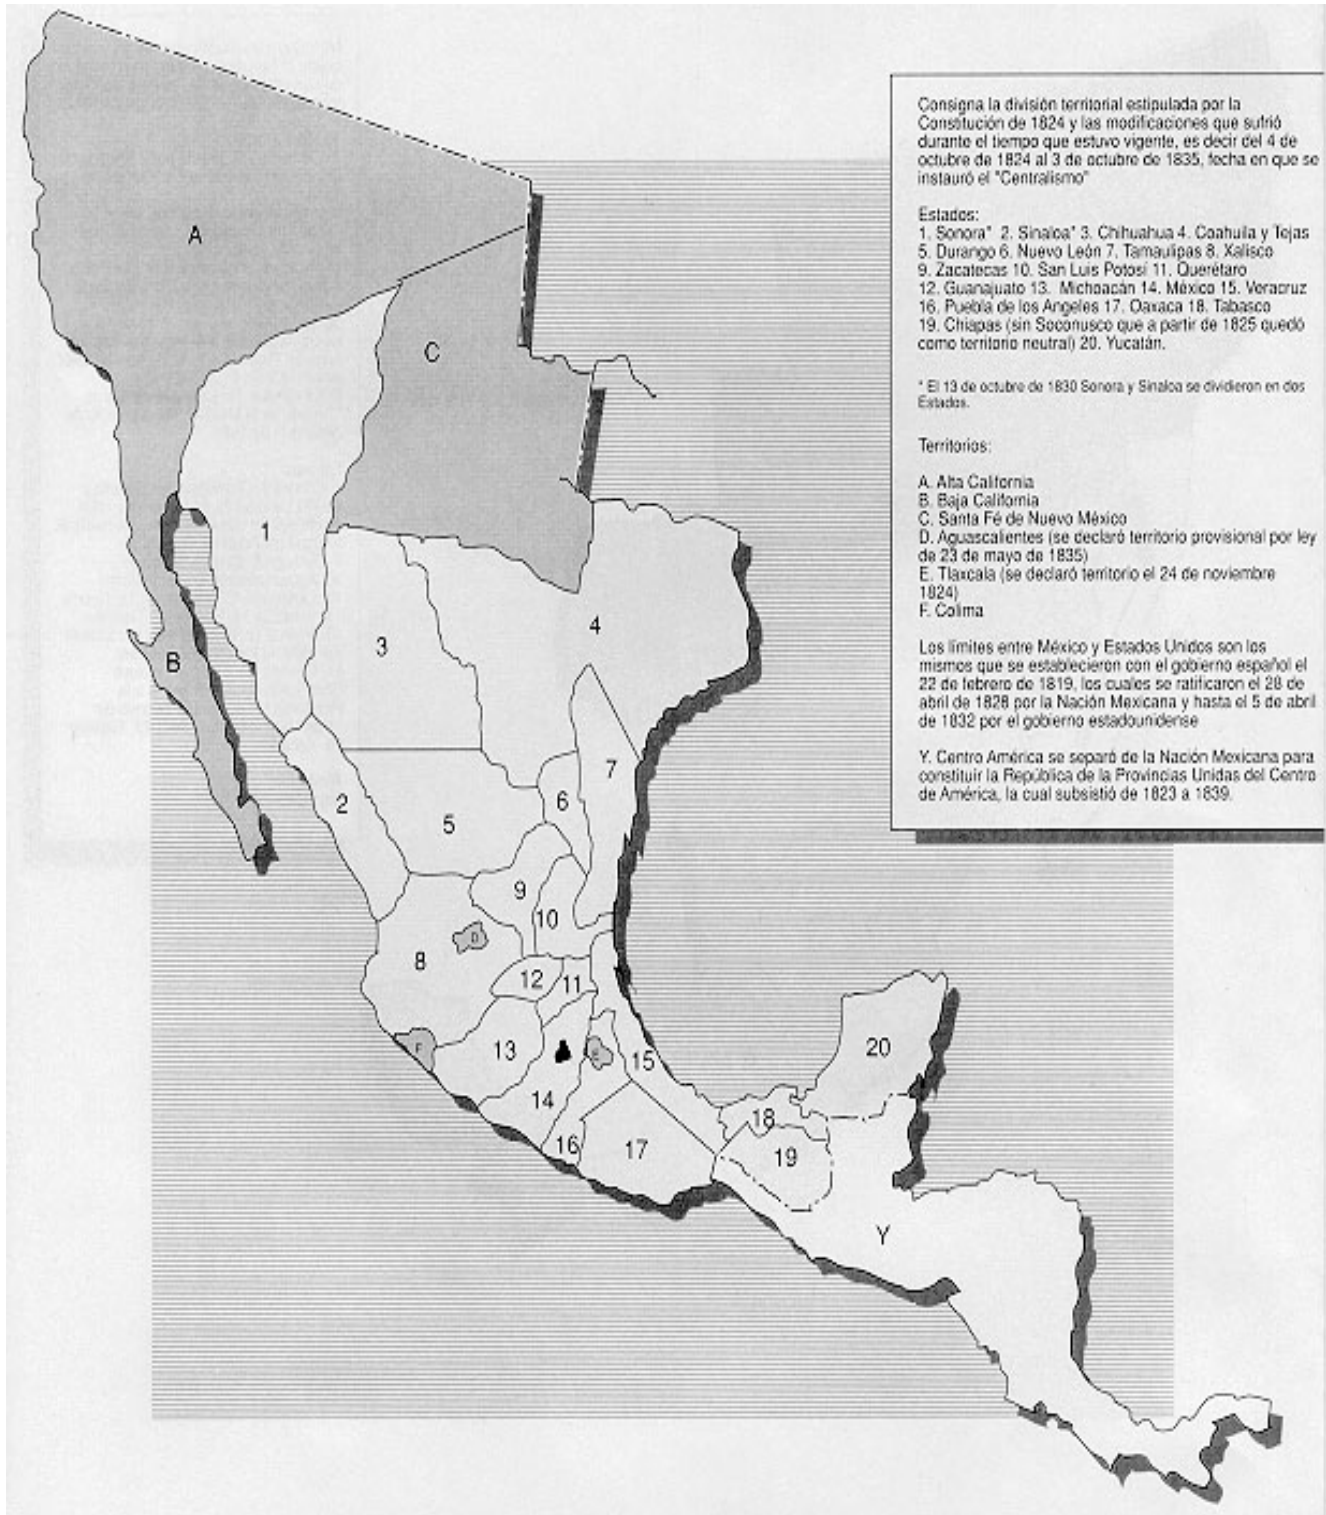 Consigna la división territorial estipulada por la
Constitución de 1824 y las modificaciones que sufrió
durante el tiempo que estuvo vigente, es decir del 4 de
octubre de 1824 al 3 de octubre de 1835, fecha en que se
instauró el "Centralismo"
Estados:
1. Sonora* 2. Sinaloa* 3. Chihuahua 4. Coahuila y Tejas
5. Durango 6. Nuevo León 7. Tamaulipas 8. Xalisco
9. Zacatecas 10. San Luis Potosí 11. Querétaro
12. Guanajuato 13. Michoacán 14. México 15. Veracruz
16. Puebla de los Angeles 17. Oaxaca 18. Tabasco
19. Chiapas (sin Soconusco que a partir de 1825 quedó
como territorio neutral) 20. Yucatán.
* El 13 de octubre de 1830 Sonora y Sinaloa se dividieron en dos
Estados.
Territorios:
A. Alta California
B. Baja California
C. Santa Fé de Nuevo México
D. Aguascalientes (se declaró territorio provisional por ley
de 23 de mayo de 1835)
E. Tlaxcala (se declaró territorio el 24 de noviembre
1824)
F. Colima
Los límites entre México y Estados Unidos son los
mismos que se establecieron con el gobierno español el
22 de febrero de 1819, los cuales se ratificaron el 28 de
abril de 1828 por la Nación Mexicana y hasta el 5 de abril
de 1832 por el gobierno estadounidense
Y. Centro América se separó de la Nación Mexicana para
constituir la República de la Provincias Unidas del Centro
de América, la cual subsistió de 1823 a 1839.
A
C
1
4
3
B
7
2
6
5
9
10
D
8
12
11
F
13
E
15
20
14
18
16
17
19
Y